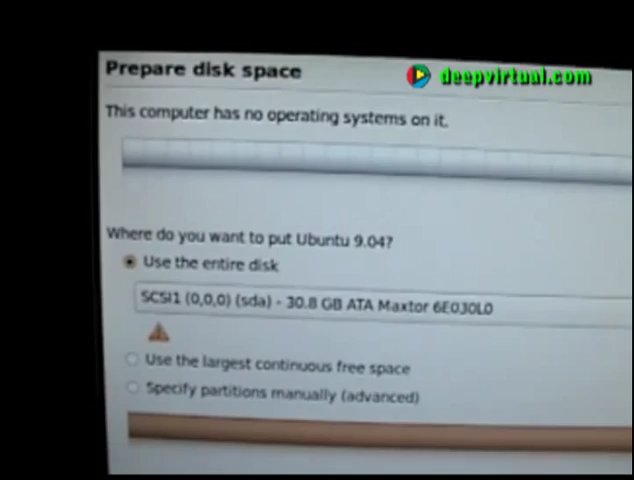 Prepare disk space
deepvirtual.com
This computer has no operating systems on it.
Where do you want to put Ubuntu 9.04?
Use the entire disk
SCSI1 (0,0,0) (sda) - 30.8 GB ATA Maxtor 6E030L0
Use the largest continuous free space
Specify partitions manually (advanced)